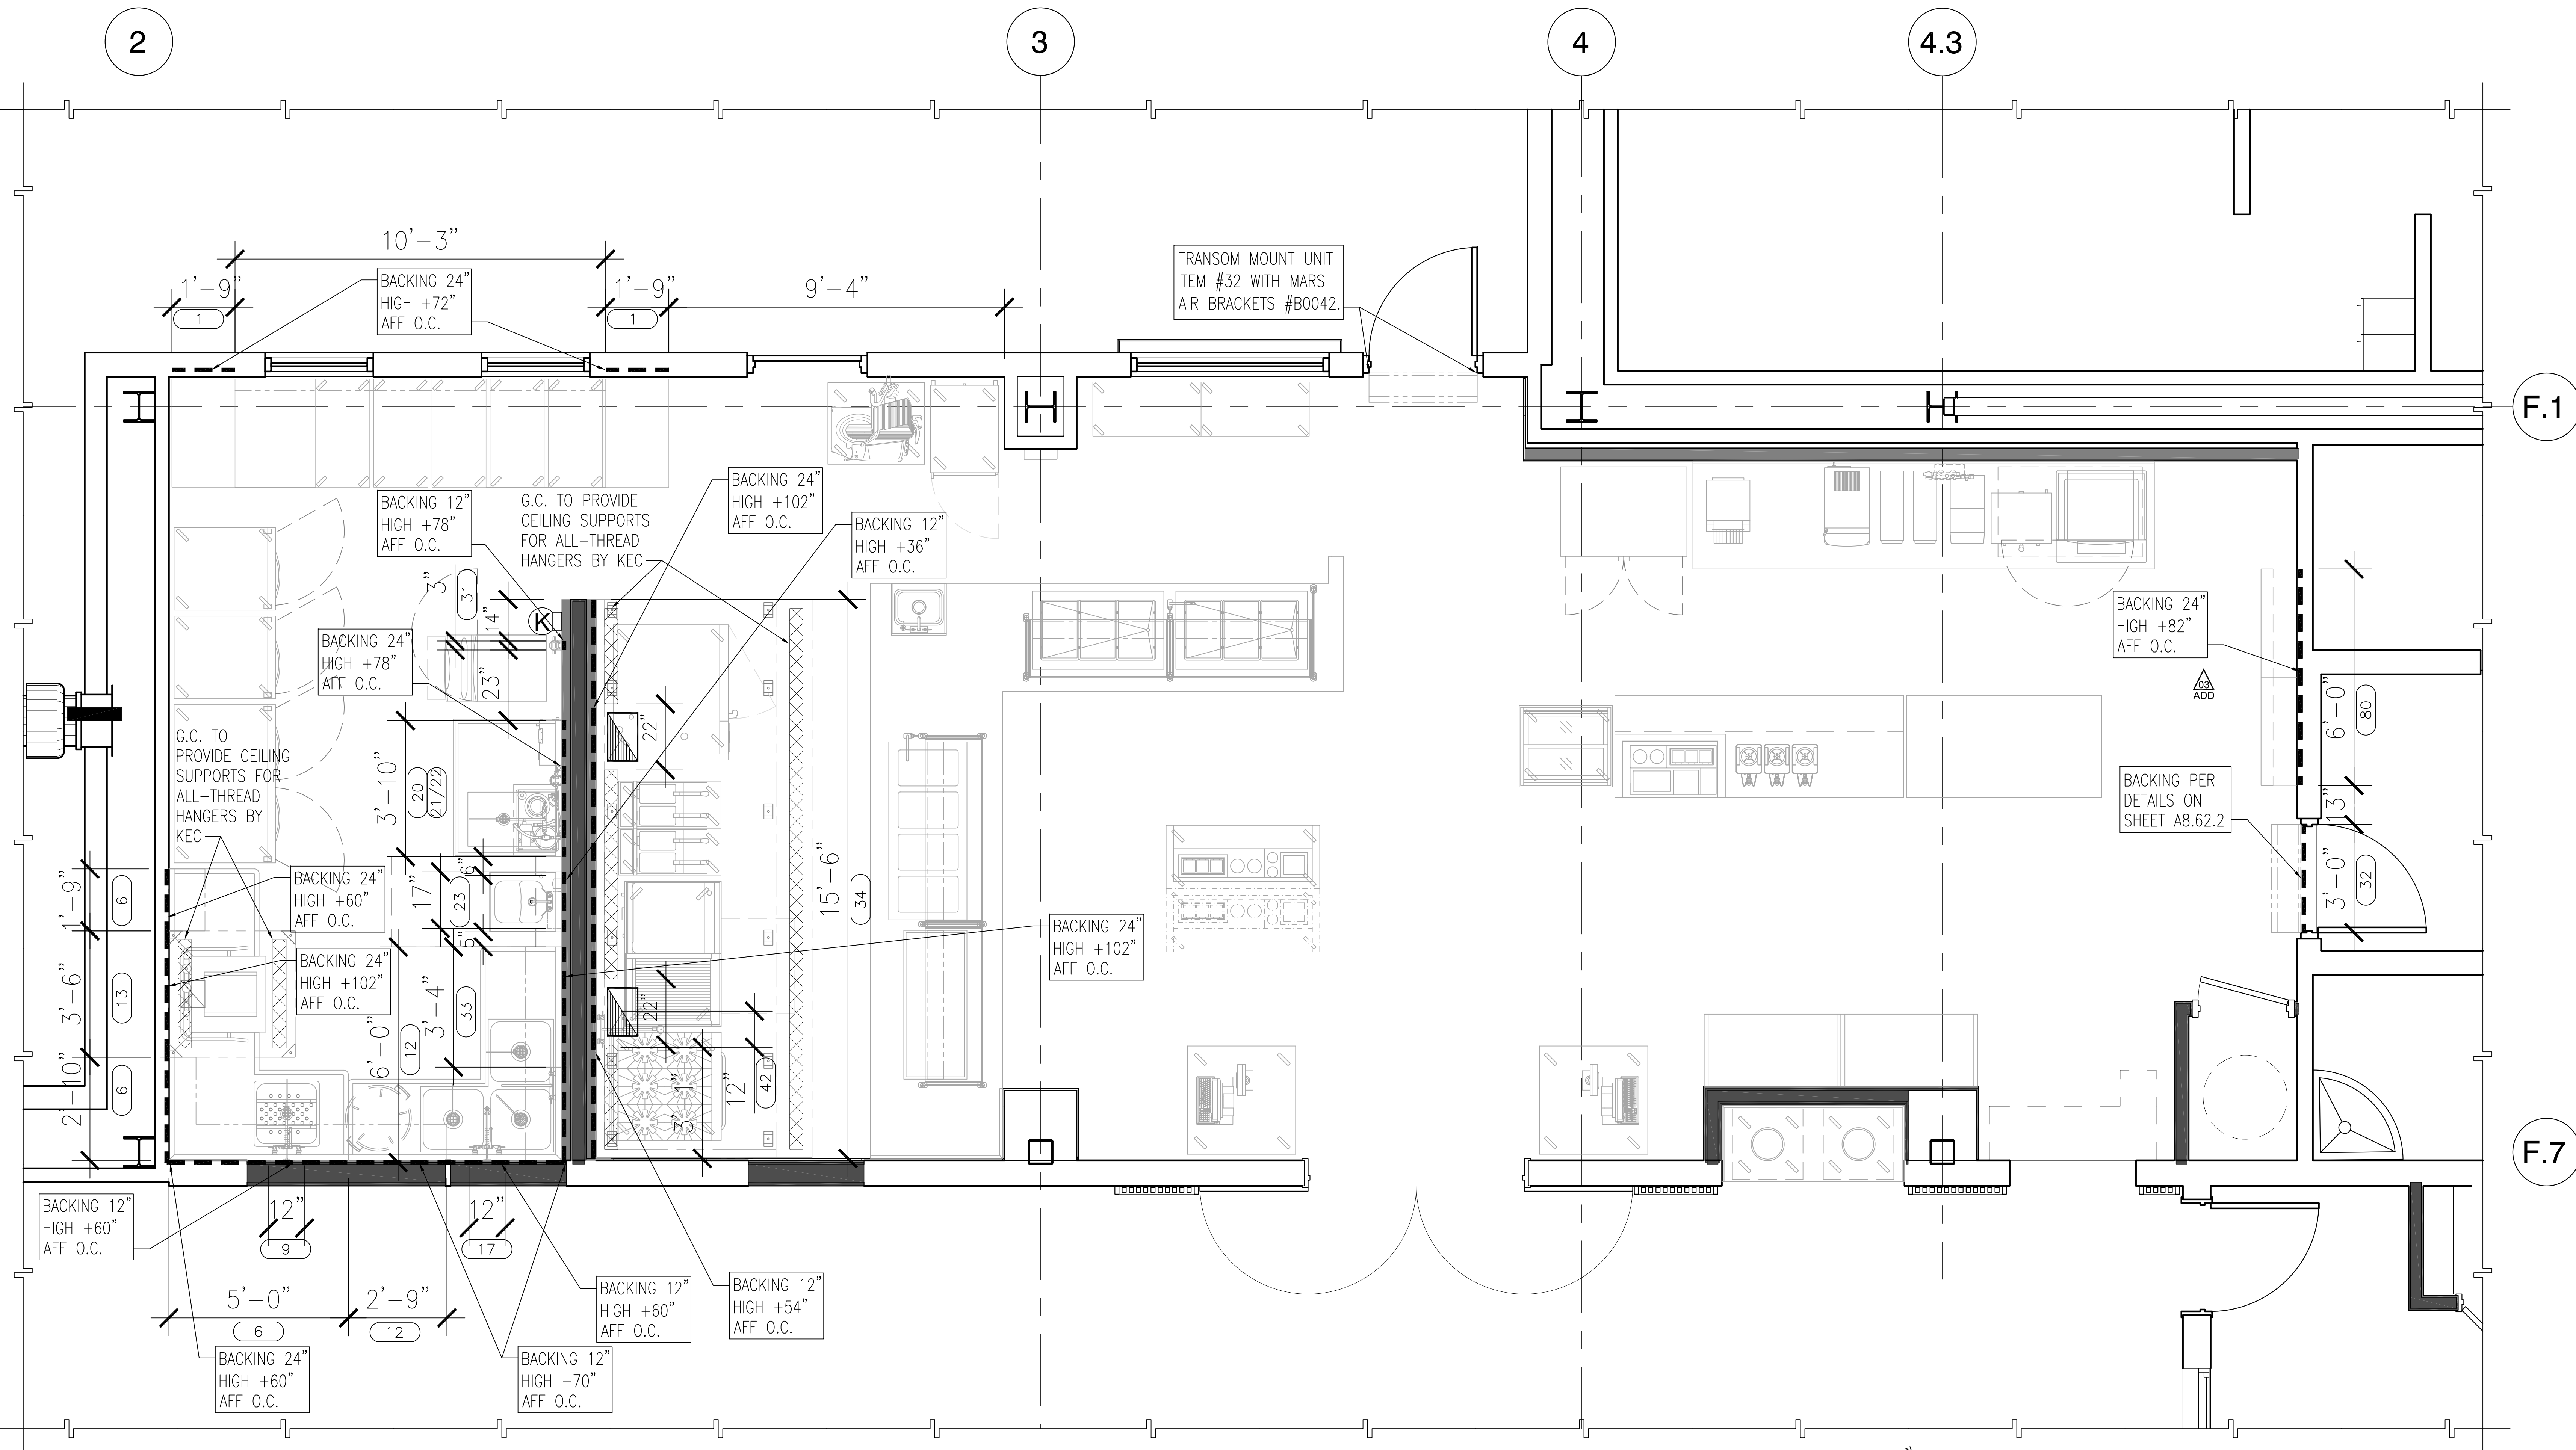 2
3
4
4.3
10'-3"
1'-9"
1
BACKING 24"
HIGH +72"
AFF O.C.
1'-9"
1
9'-4"
TRANSOM MOUNT UNIT
ITEM #32 WITH MARS
AIR BRACKETS #B0042.
F.1
BACKING 12"
HIGH +78"
AFF O.C.
G.C. TO PROVIDE
CEILING SUPPORTS
FOR ALL-THREAD
HANGERS BY KEC
BACKING 24"
HIGH +102"
AFF O.C.
BACKING 12"
HIGH +36"
AFF O.C.
3"
31
14"
K
23"
BACKING 24"
HIGH +78"
AFF O.C.
BACKING 24"
HIGH +82"
AFF O.C.
03
ADD
6'-0"
80
22"
G.C. TO
PROVIDE CEILING
SUPPORTS FOR
ALL-THREAD
HANGERS BY
KEC
3'-10"
20
21/22
BACKING PER
DETAILS ON
SHEET A8.62.2
13"
3'-0"
32
15'-6"
34
1'-9"
6
BACKING 24"
HIGH +60"
AFF O.C.
17"
23
6"
5"
BACKING 24"
HIGH +102"
AFF O.C.
BACKING 24"
HIGH +102"
AFF O.C.
3'-6"
13
3'-4"
33
6'-0"
12
22"
2'-10"
6
3'-1"
12"
42
F.7
BACKING 12"
HIGH +60"
AFF O.C.
12"
9
12"
17
5'-0"
6
2'-9"
12
BACKING 12"
HIGH +60"
AFF O.C.
BACKING 12"
HIGH +54"
AFF O.C.
BACKING 24"
HIGH +60"
AFF O.C.
BACKING 12"
HIGH +70"
AFF O.C.